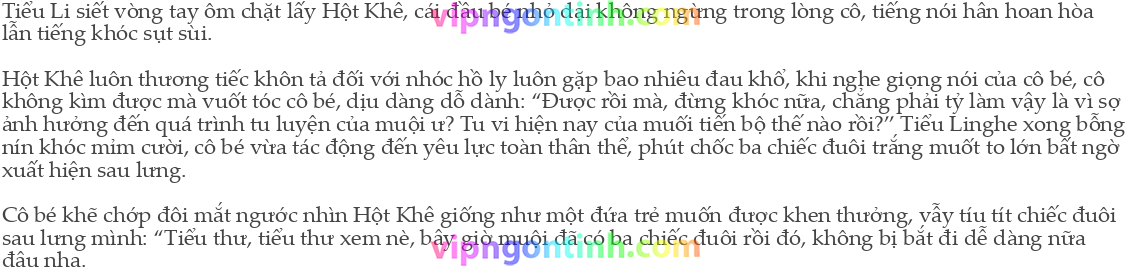 Tiểu Li siết vòng tay ôm chặt lấy Hột Khê, cái đầu bé nhỏ dại không ngừng trong lòng cô, tiếng nói hân hoan hòa
lẫn tiếng khóc sụt sùi.
Hột Khê luôn thương tiếc khôn tả đối với nhóc hồ ly luôn gặp bao nhiêu đau khổ, khi nghe giọng nói của cô bé, cô
không kìm được mà vuốt tóc cô bé, dịu dàng dỗ dành: “Được rồi mà, đừng khóc nữa, chẳng phải tỷ làm vậy là vì sợ
ảnh hưởng đến quá trình tu luyện của muội ư? Tu vi hiện nay của muối tiến bộ thế nào rồi?” Tiểu Linghe xong bỗng
nín khóc mỉm cười, cô bé vừa tác động đến yêu lực toàn thân thể, phút chốc ba chiếc đuôi trắng muốt to lớn bất ngờ
xuất hiện sau lưng.
Cô bé khẽ chớp đôi mắt ngước nhìn Hột Khê giống như một đứa trẻ muốn được khen thưởng, vẫy tíu tít chiếc đuôi
sau lưng mình: “Tiểu thư, tiểu thư xem nè, bây giờ muội đã có ba chiếc đuôi rồi đó, không bị bắt đi dễ dàng nữa
đâu nha.
vipngontinh.com
vipngontinh.com